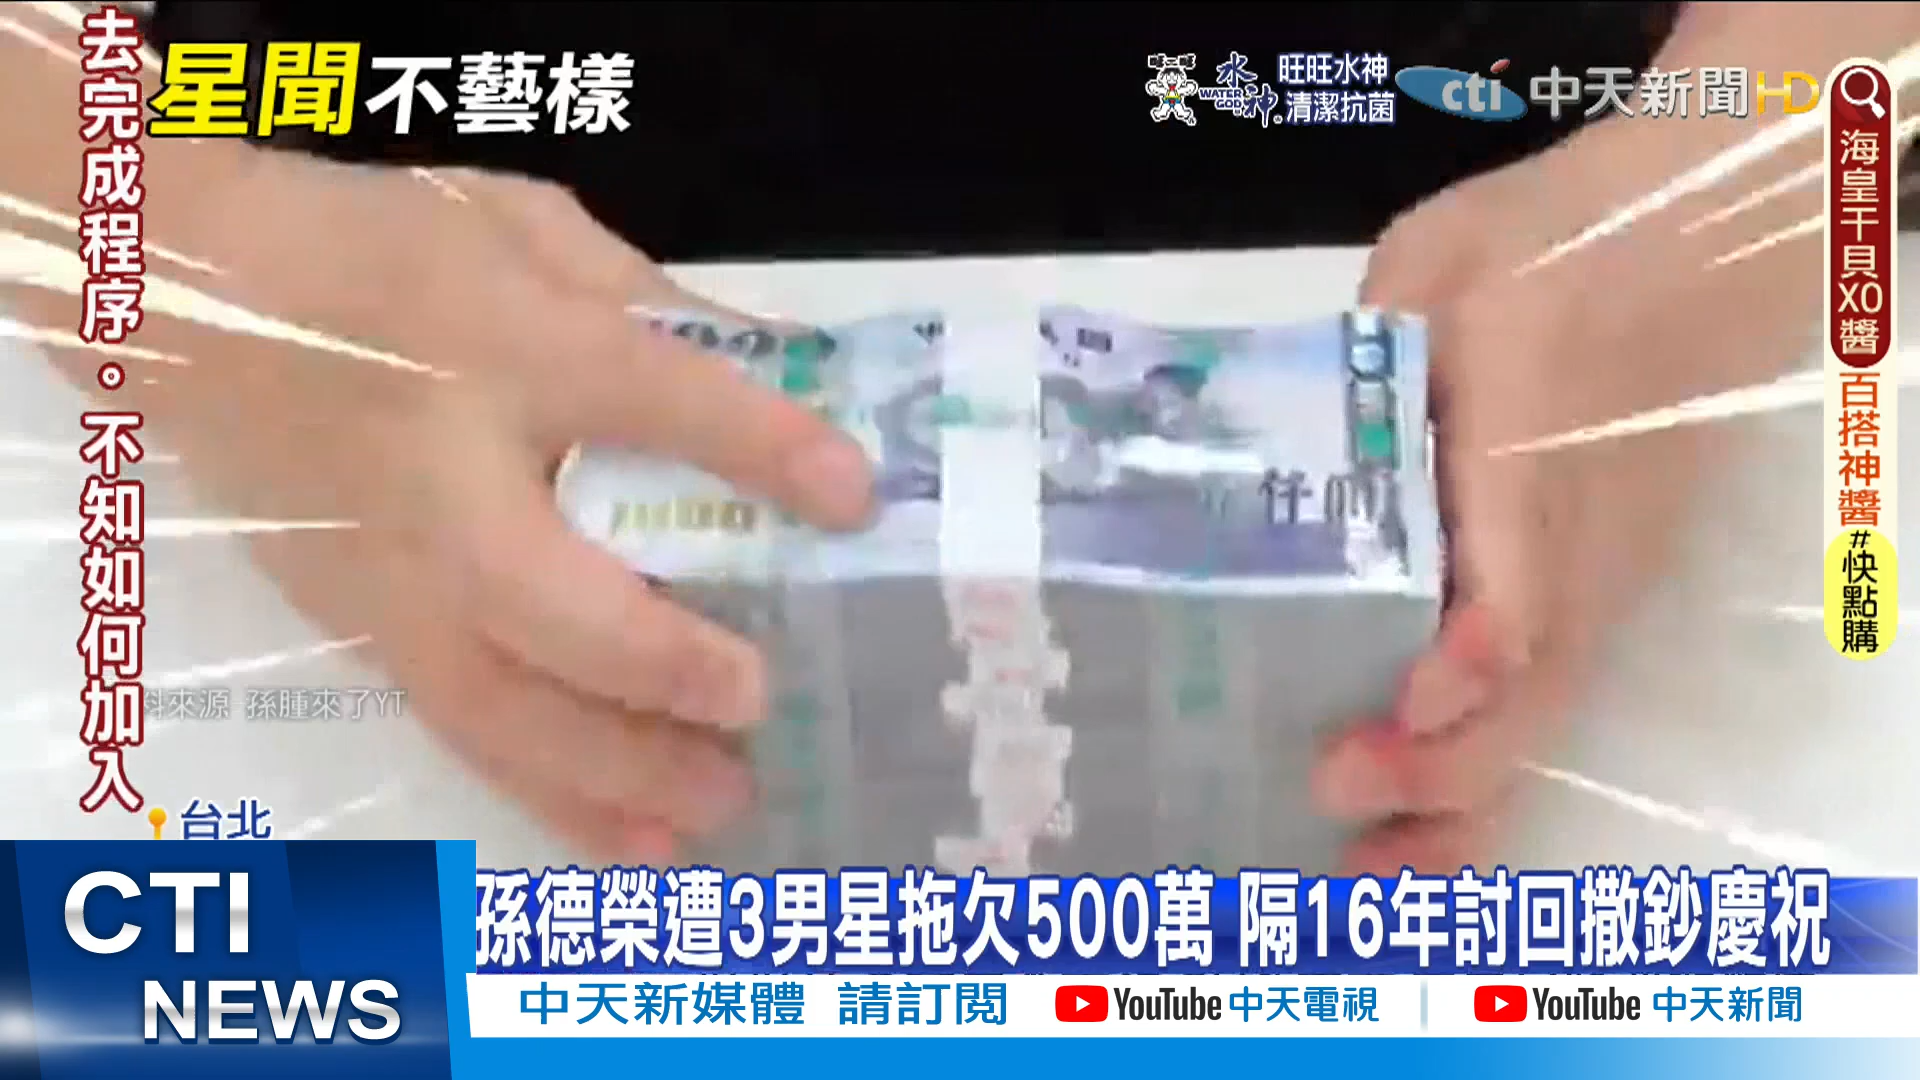 去完成程序。不知如何加入
星聞不藝樣
旺旺水神
清潔抗菌
水神
WATER GOD
cti 中天新聞HD
海皇干貝XO醬
百搭神醬
#快點購
仟
料來源-孫腫來了YT
台北
CTI NEWS
孫德榮遭3男星拖欠500萬 隔16年討回撒鈔慶祝
中天新媒體 請訂閱 YouTube 中天電視 | YouTube 中天新聞